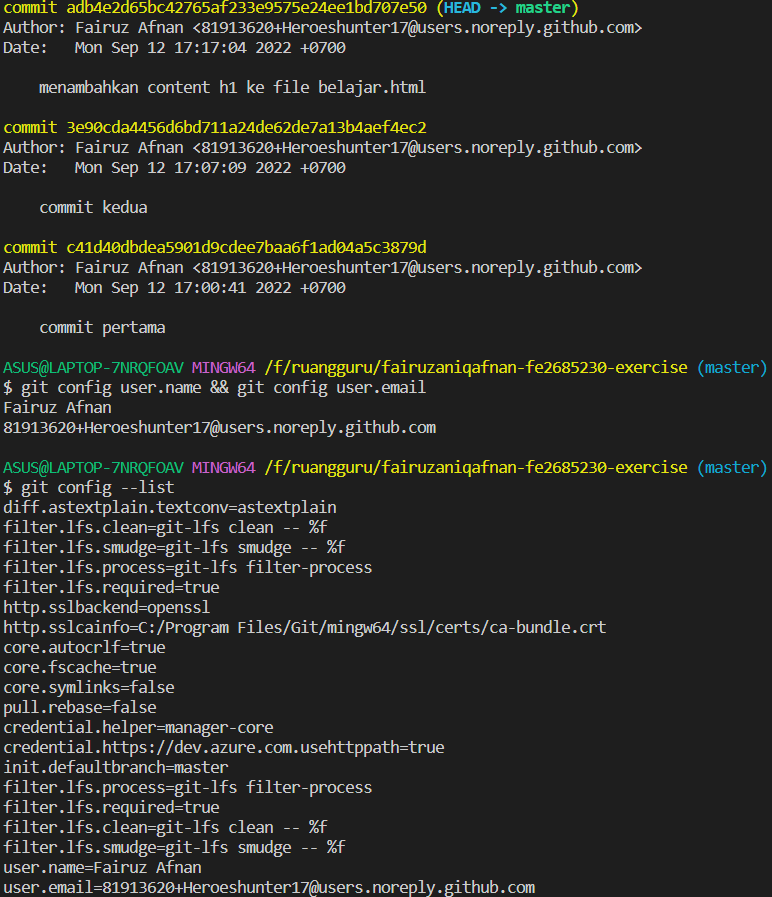 commit adb4e2d65bc42765af233e9575e24ee1bd707e50 (HEAD -> master)
Author: Fairuz Afnan <81913620+Heroeshunter17@users.noreply.github.com>
Date:   Mon Sep 12 17:17:04 2022 +0700
    menambahkan content h1 ke file belajar.html
commit 3e90cda4456d6bd711a24de62de7a13b4aef4ec2
Author: Fairuz Afnan <81913620+Heroeshunter17@users.noreply.github.com>
Date:   Mon Sep 12 17:07:09 2022 +0700
    commit kedua
commit c41d40dbdea5901d9cdee7baa6f1ad04a5c3879d
Author: Fairuz Afnan <81913620+Heroeshunter17@users.noreply.github.com>
Date:   Mon Sep 12 17:00:41 2022 +0700
    commit pertama
ASUS@LAPTOP-7NRQFOAV MINGW64 /f/ruangguru/fairuzaniqafnan-fe2685230-exercise (master)
$ git config user.name && git config user.email
Fairuz Afnan
81913620+Heroeshunter17@users.noreply.github.com
ASUS@LAPTOP-7NRQFOAV MINGW64 /f/ruangguru/fairuzaniqafnan-fe2685230-exercise (master)
$ git config --list
diff.astextplain.textconv=astextplain
filter.lfs.clean=git-lfs clean -- %f
filter.lfs.smudge=git-lfs smudge -- %f
filter.lfs.process=git-lfs filter-process
filter.lfs.required=true
http.sslbackend=openssl
http.sslcainfo=C:/Program Files/Git/mingw64/ssl/certs/ca-bundle.crt
core.autocrlf=true
core.fscache=true
core.symlinks=false
pull.rebase=false
credential.helper=manager-core
credential.https://dev.azure.com.usehttppath=true
init.defaultbranch=master
filter.lfs.process=git-lfs filter-process
filter.lfs.required=true
filter.lfs.clean=git-lfs clean -- %f
filter.lfs.smudge=git-lfs smudge -- %f
user.name=Fairuz Afnan
user.email=81913620+Heroeshunter17@users.noreply.github.com